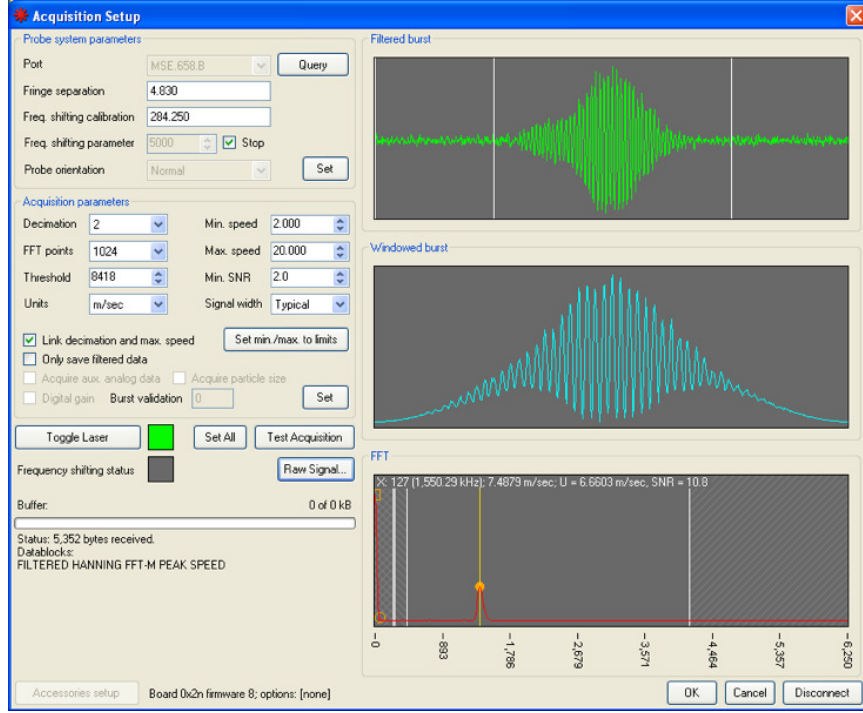 Acquisition Setup
Probe system parameters
Port MSE.658.B Query
Fringe separation 4.830
Freq. shifting calibration 284.250
Freq. shifting parameter 5000 Stop
Probe orientation Normal Set
Acquisition parameters
Decimation 2 Min. speed 2.000
FFT points 1024 Max. speed 20.000
Threshold 8418 Min. SNR 2.0
Units m/sec Signal width Typical
Link decimation and max. speed Set min./max. to limits
Only save filtered data
Acquire aux. analog data Acquire particle size
Digital gain Burst validation 0 Set
Toggle Laser Set All Test Acquisition
Frequency shifting status Raw Signal...
Buffer: 0 of 0 kB
Status: 5,352 bytes received.
Datablocks:
FILTERED HANNING FFT-M PEAK SPEED
Filtered burst
Windowed burst
FFT
X: 127 (1,550.29 kHz); 7.4879 m/sec; U = 6.6603 m/sec, SNR = 10.8
0 893 1,786 2,679 3,571 4,464 5,357 6,250
Accessories setup Board 0x2n firmware 8; options: [none] OK Cancel Disconnect